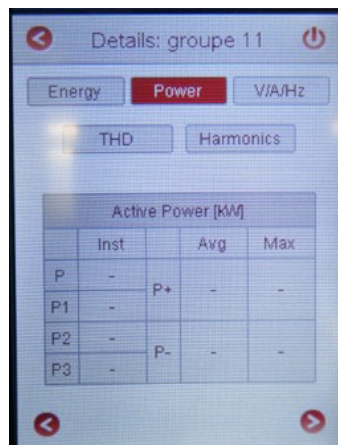 Details: groupe 11
Energy Power V/A/Hz
THD Harmonics
Active Power [kW]
Inst Avg Max
P -
P+ - -
P1 -
P2 -
P- - -
P3 -